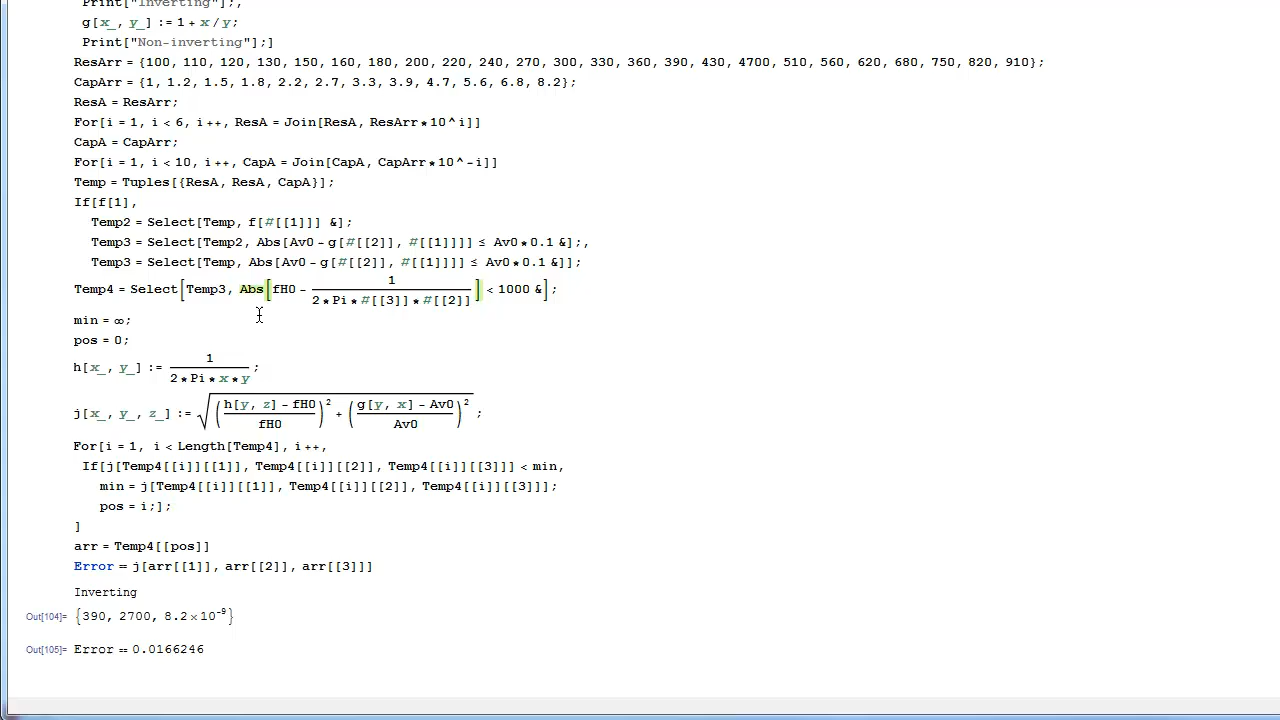 Print["Inverting"];,
g[x_, y_] := 1 + x / y;
Print["Non-inverting"];]
ResArr = {100, 110, 120, 130, 150, 160, 180, 200, 220, 240, 270, 300, 330, 360, 390, 430, 4700, 510, 560, 620, 680, 750, 820, 910};
CapArr = {1, 1.2, 1.5, 1.8, 2.2, 2.7, 3.3, 3.9, 4.7, 5.6, 6.8, 8.2};
ResA = ResArr;
For[i = 1, i < 6, i ++, ResA = Join[ResA, ResArr * 10 ^ i]]
CapA = CapArr;
For[i = 1, i < 10, i ++, CapA = Join[CapA, CapArr * 10 ^ -i]]
Temp = Tuples[{ResA, ResA, CapA}];
If[f[1],
Temp2 = Select[Temp, f[#[[1]]] &];
Temp3 = Select[Temp2, Abs[Av0 - g[#[[2]], #[[1]]]] ≤ Av0 * 0.1 &];,
Temp3 = Select[Temp, Abs[Av0 - g[#[[2]], #[[1]]]] ≤ Av0 * 0.1 &]];
Temp4 = Select[Temp3, Abs[fH0 - 1 / (2 * Pi * #[[3]] * #[[2]])] < 1000 &];
min = ∞;
pos = 0;
h[x_, y_] := 1 / (2 * Pi * x * y);
j[x_, y_, z_] := √(((h[y, z] - fH0) / fH0)² + ((g[y, x] - Av0) / Av0)²);
For[i = 1, i < Length[Temp4], i ++,
If[j[Temp4[[i]][[1]], Temp4[[i]][[2]], Temp4[[i]][[3]]] < min,
min = j[Temp4[[i]][[1]], Temp4[[i]][[2]], Temp4[[i]][[3]]];
pos = i;];
]
arr = Temp4[[pos]]
Error == j[arr[[1]], arr[[2]], arr[[3]]]
Inverting
Out[104]= {390, 2700, 8.2 × 10⁻⁹}
Out[105]= Error == 0.0166246